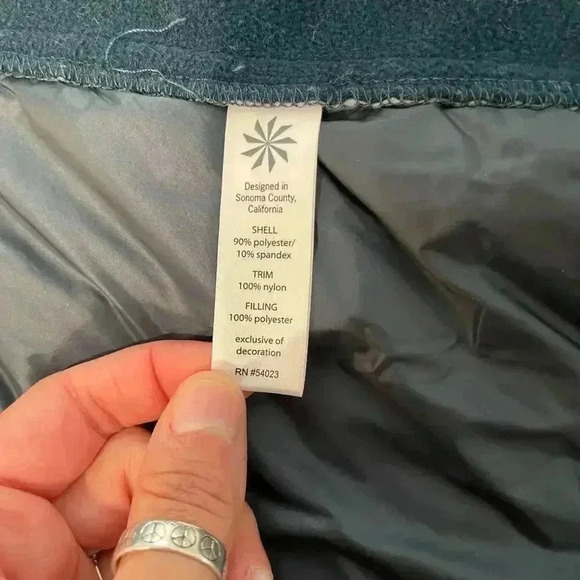 Designed in
Sonoma County,
California
SHELL
90% polyester/
10% spandex
TRIM
100% nylon
FILLING
100% polyester
exclusive of
decoration
RN #54023